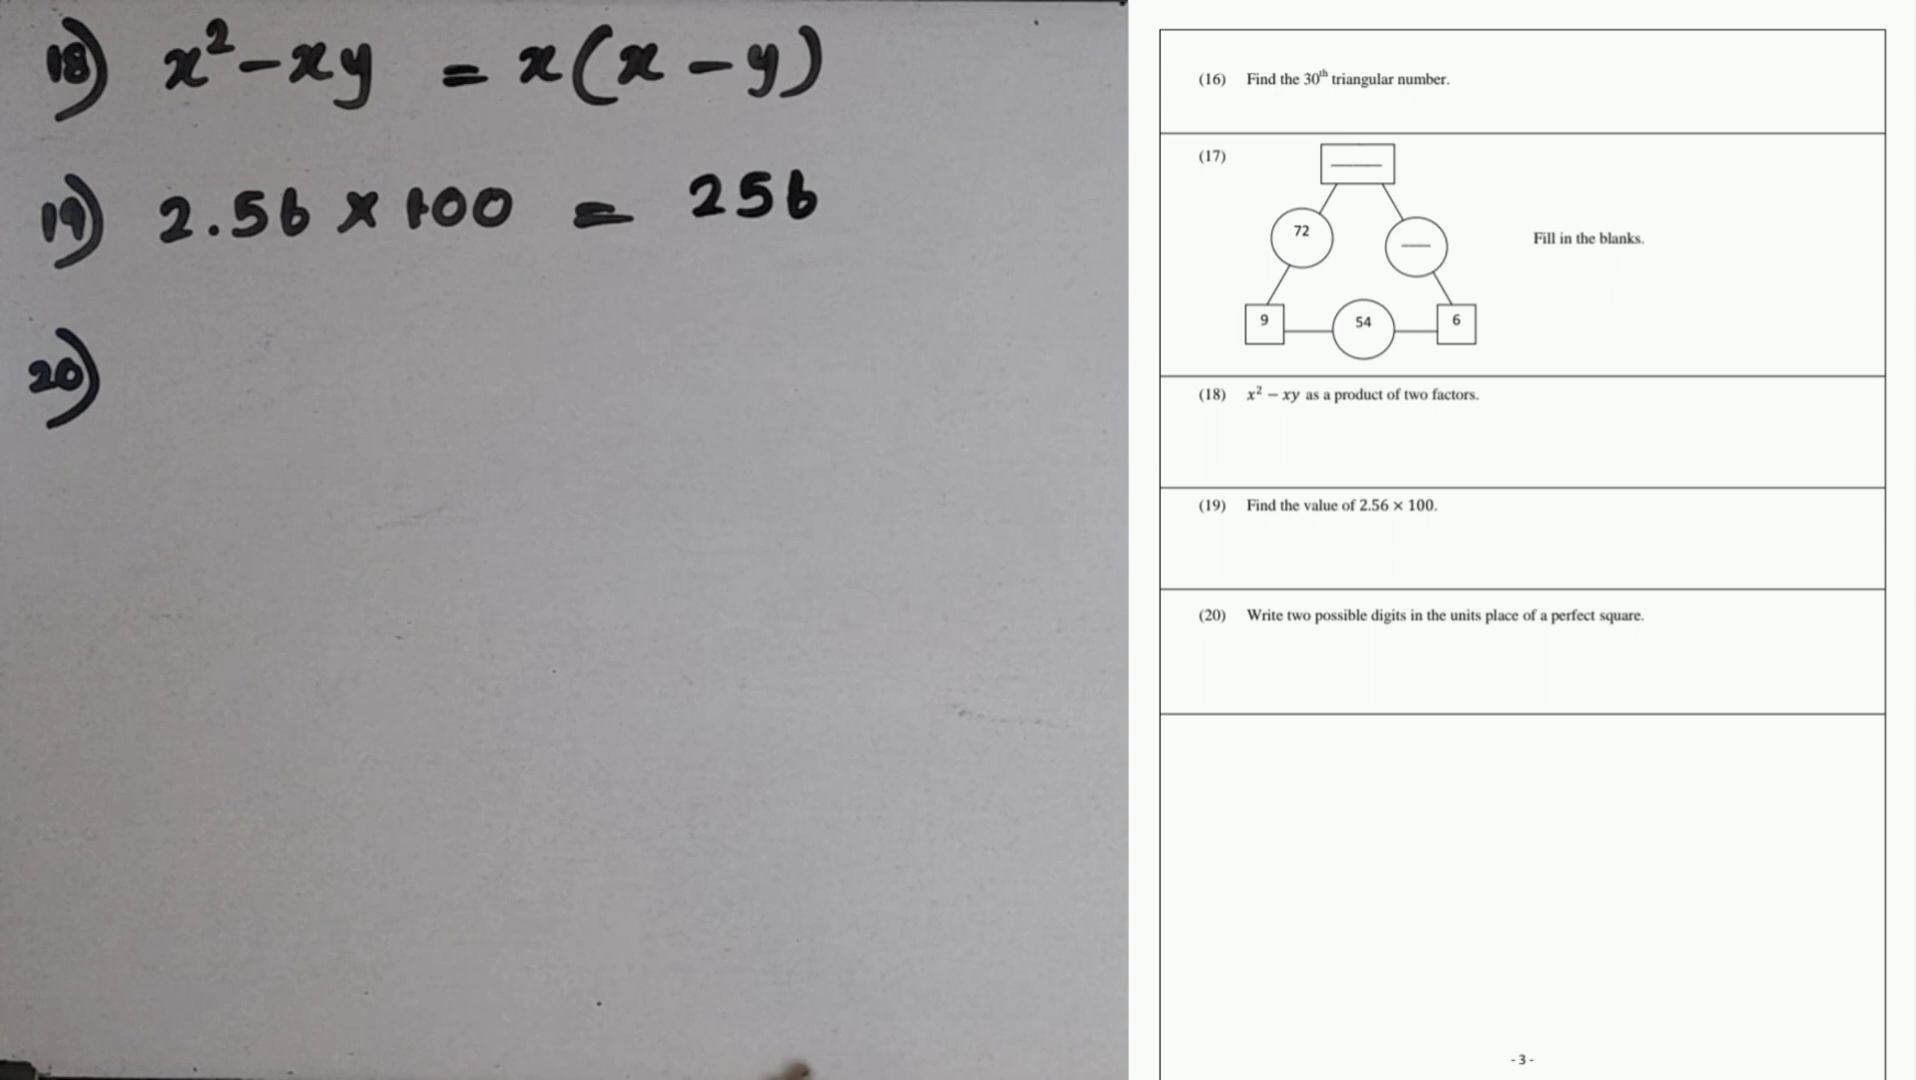 18) x² - xy = x(x - y)
19) 2.56 × 100 = 256
20)
(16) Find the 30th triangular number.
(17)
72
Fill in the blanks.
9 54 6
(18) x² − xy as a product of two factors.
(19) Find the value of 2.56 × 100.
(20) Write two possible digits in the units place of a perfect square.
- 3 -